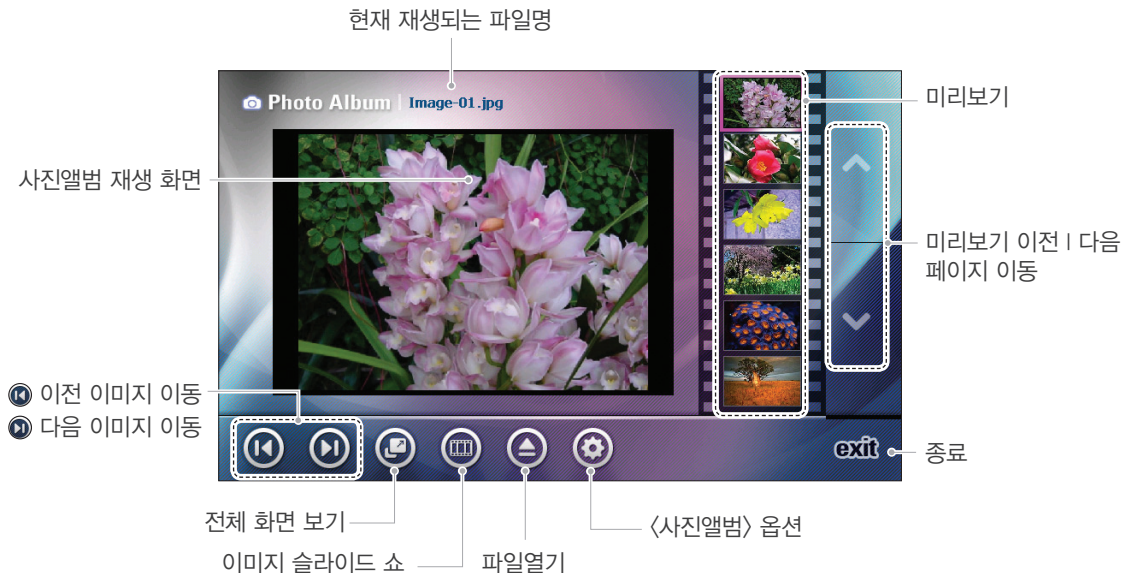 현재 재생되는 파일명
Photo Album | Image-01.jpg
미리보기
사진앨범 재생 화면
미리보기 이전 | 다음
페이지 이동
이전 이미지 이동
다음 이미지 이동
exit
종료
전체 화면 보기
〈사진앨범〉 옵션
이미지 슬라이드 쇼
파일열기